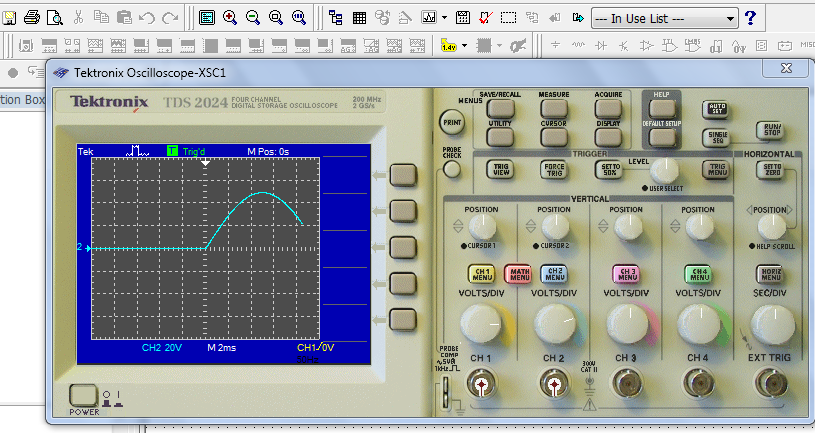 --- In Use List ---
?
1.4v
AG3
MISC
Tektronix Oscilloscope-XSC1
X
tion Box
Tektronix TDS 2024 FOUR CHANNEL
DIGITAL STORAGE OSCILLOSCOPE
200 MHz
2 GS/s
Tek T Trig'd M Pos: 0s
2
CH2 20V M 2ms CH1 / 0V
MENUS
SAVE/RECALL MEASURE ACQUIRE
UTILITY CURSOR DISPLAY
PRINT
PROBE
CHECK
HELP
DEFAULT SETUP
AUTO
SET
SINGLE
SEQ
RUN/
STOP
TRIGGER
TRIG
VIEW
FORCE
TRIG
SET TO
50%
LEVEL
USER SELECT
TRIG
MENU
HORIZONTAL
SET TO
ZERO
VERTICAL
POSITION POSITION POSITION POSITION POSITION
CURSOR 1 CURSOR 2 HELP SCROLL
CH 1
MENU
MATH
MENU
CH 2
MENU
CH 3
MENU
CH 4
MENU
HORIZ
MENU
VOLTS/DIV VOLTS/DIV VOLTS/DIV VOLTS/DIV SEC/DIV
PROBE
COMP
~5V@
1kHz
CH 1 CH 2 CH 3 CH 4 EXT TRIG
300V
CAT II
POWER
O I